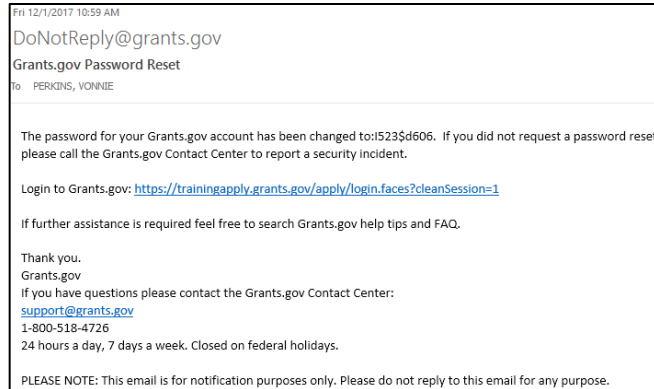 Fri 12/1/2017 10:59 AM
DoNotReply@grants.gov
Grants.gov Password Reset
To PERKINS, VONNIE
The password for your Grants.gov account has been changed to:I523$d606. If you did not request a password reset
please call the Grants.gov Contact Center to report a security incident.
Login to Grants.gov: https://trainingapply.grants.gov/apply/login.faces?cleanSession=1
If further assistance is required feel free to search Grants.gov help tips and FAQ.
Thank you.
Grants.gov
If you have questions please contact the Grants.gov Contact Center:
support@grants.gov
1-800-518-4726
24 hours a day, 7 days a week. Closed on federal holidays.
PLEASE NOTE: This email is for notification purposes only. Please do not reply to this email for any purpose.